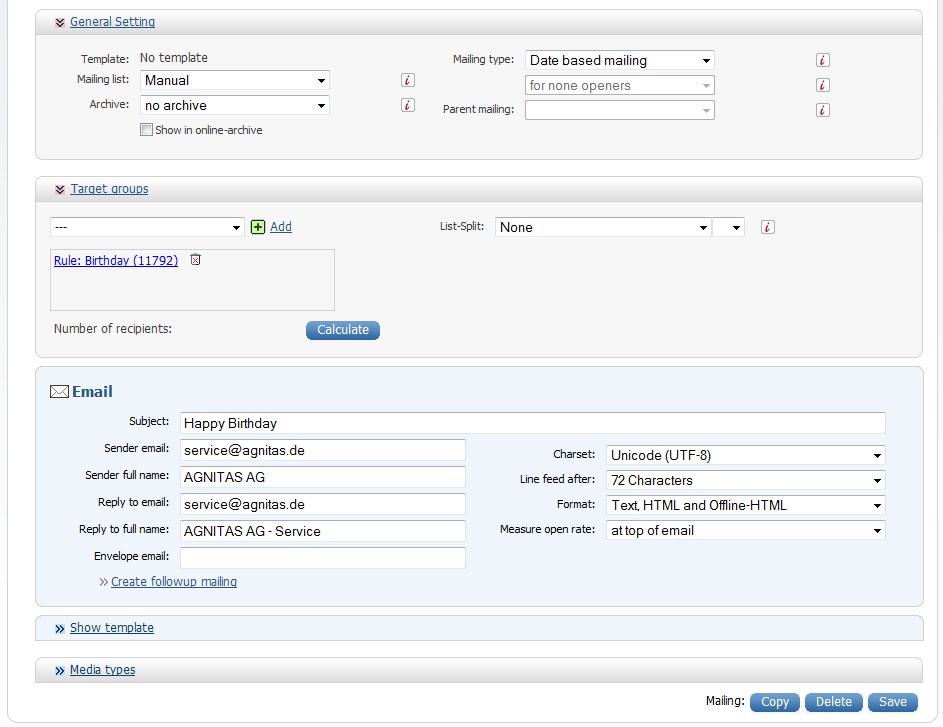 General Setting
Template: No template
Mailing type: Date based mailing
Mailing list: Manual
for none openers
Archive: no archive
Parent mailing:
Show in online-archive
Target groups
--- Add
List-Split: None
Rule: Birthday (11792)
Number of recipients: Calculate
Email
Subject: Happy Birthday
Sender email: service@agnitas.de
Charset: Unicode (UTF-8)
Sender full name: AGNITAS AG
Line feed after: 72 Characters
Reply to email: service@agnitas.de
Format: Text, HTML and Offline-HTML
Reply to full name: AGNITAS AG - Service
Measure open rate: at top of email
Envelope email:
» Create followup mailing
Show template
Media types
Mailing: Copy Delete Save